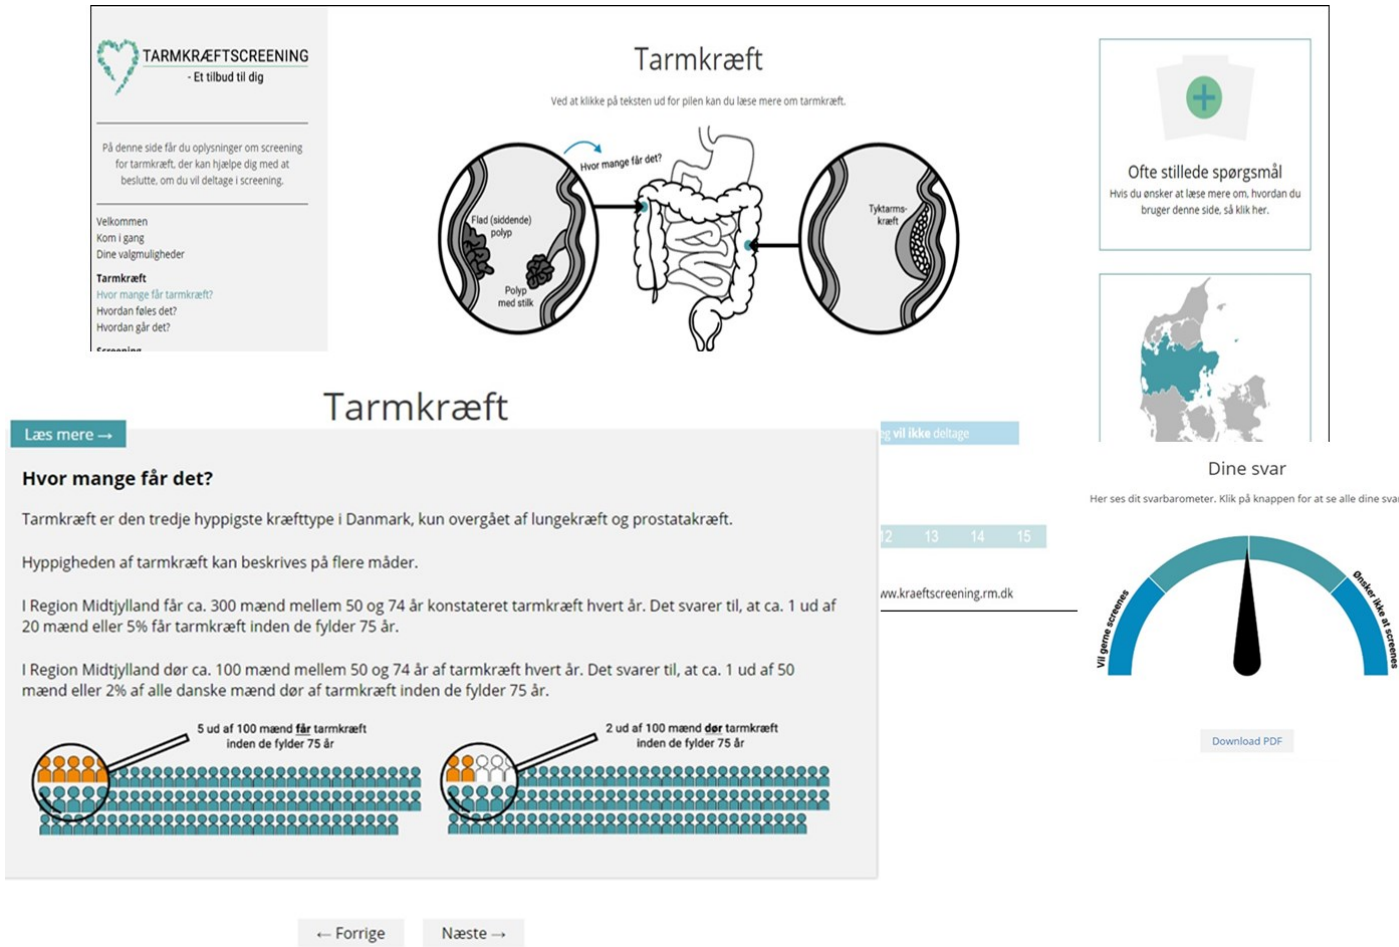 TARMKRÆFTSCREENING
- Et tilbud til dig
På denne side får du oplysninger om screening
for tarmkræft, der kan hjælpe dig med at
beslutte, om du vil deltage i screening.
Velkommen
Kom i gang
Dine valgmuligheder
Tarmkræft
Hvor mange får tarmkræft?
Hvordan føles det?
Hvordan går det?
Screening
Tarmkræft
Ved at klikke på teksten ud for pilen kan du læse mere om tarmkræft.
Hvor mange får det?
Flad (siddende)
polyp
Polyp
med stilk
Tyktarms-
kræft
Ofte stillede spørgsmål
Hvis du ønsker at læse mere om, hvordan du
bruger denne side, så klik her.
Tarmkræft
Læs mere →
Hvor mange får det?
Tarmkræft er den tredje hyppigste kræfttype i Danmark, kun overgået af lungekræft og prostatakræft.
Hyppigheden af tarmkræft kan beskrives på flere måder.
I Region Midtjylland får ca. 300 mænd mellem 50 og 74 år konstateret tarmkræft hvert år. Det svarer til, at ca. 1 ud af
20 mænd eller 5% får tarmkræft inden de fylder 75 år.
I Region Midtjylland dør ca. 100 mænd mellem 50 og 74 år af tarmkræft hvert år. Det svarer til, at ca. 1 ud af 50
mænd eller 2% af alle danske mænd dør af tarmkræft inden de fylder 75 år.
5 ud af 100 mænd får tarmkræft
inden de fylder 75 år
2 ud af 100 mænd dør tarmkræft
inden de fylder 75 år
← Forrige
Næste →
vil ikke deltage
12 13 14 15
ww.kraeftscreening.rm.dk
Dine svar
Her ses dit svarbarometer. Klik på knappen for at se alle dine svar
Vil gerne screenes
Ønsker ikke at screenes
Download PDF